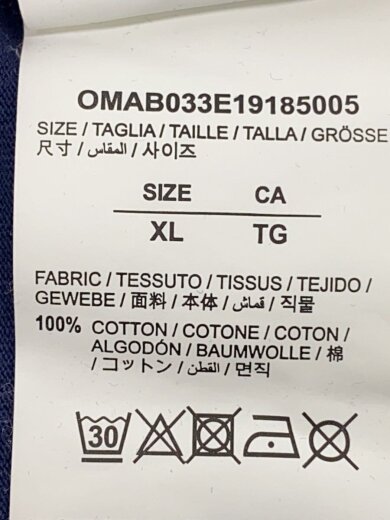 OMAB033E19185005
SIZE / TAGLIA / TAILLE / TALLA / GRÖSSE
尺寸 / المقاس / 사이즈
SIZE CA
XL TG
FABRIC / TESSUTO / TISSUS / TEJIDO /
GEWEBE / 面料 / 本体 / قماش / 직물
100% COTTON / COTONE / COTON /
ALGODÓN / BAUMWOLLE / 棉
/ コットン / القطن / 면직
30